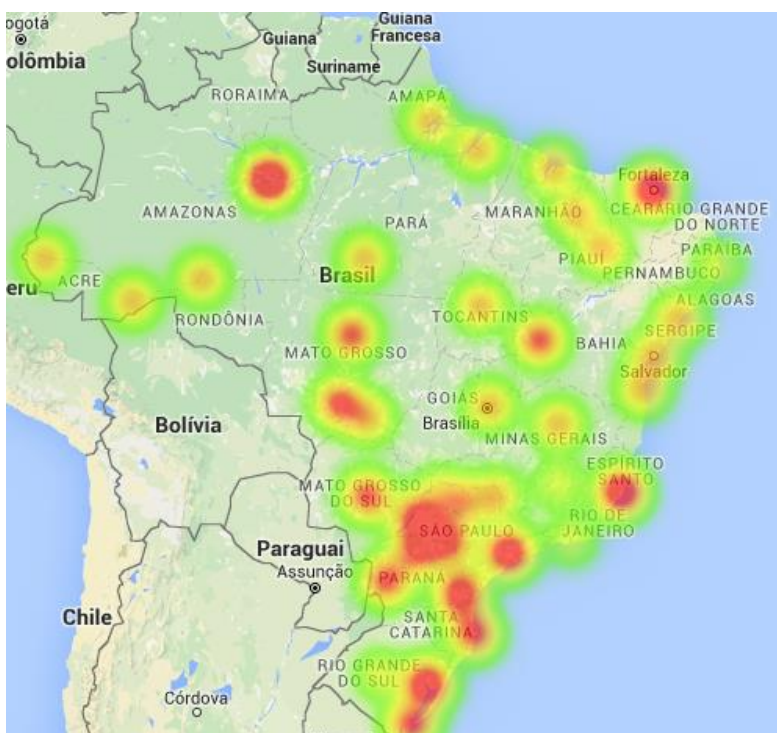 ogotá
olômbia
Guiana
Guiana
Francesa
Suriname
RORAIMA
AMAPÁ
Fortaleza
AMAZONAS
PARÁ
MARANHÃO
CEARÁ
RIO GRANDE
DO NORTE
PIAUÍ
PARAÍBA
PERNAMBUCO
ACRE
eru
Brasil
RONDÔNIA
TOCANTINS
ALAGOAS
SERGIPE
MATO GROSSO
BAHIA
Salvador
GOIÁS
Brasília
Bolívia
MINAS GERAIS
ESPÍRITO
SANTO
MATO GROSSO
DO SUL
RIO DE
JANEIRO
SÃO PAULO
Paraguai
Assunção
PARANÁ
Chile
SANTA
CATARINA
RIO GRANDE
DO SUL
Córdova